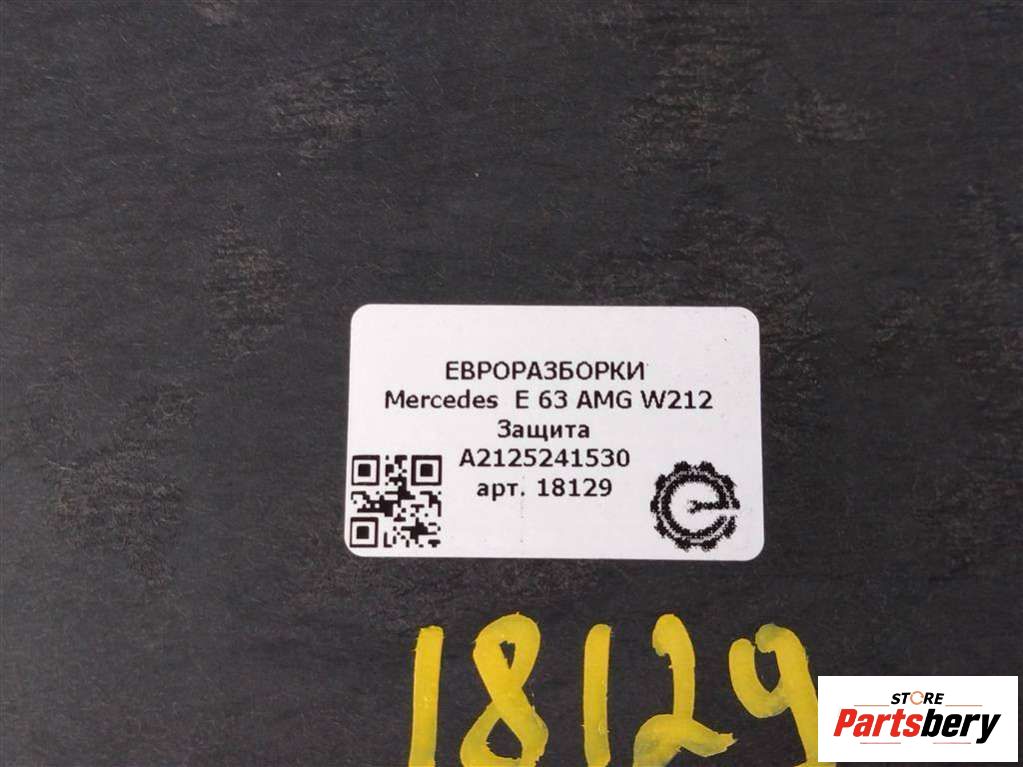 ЕВРОРАЗБОРКИ
Mercedes E 63 AMG W212
Защита
A2125241530
арт. 18129
18129
STORE
Partsbery